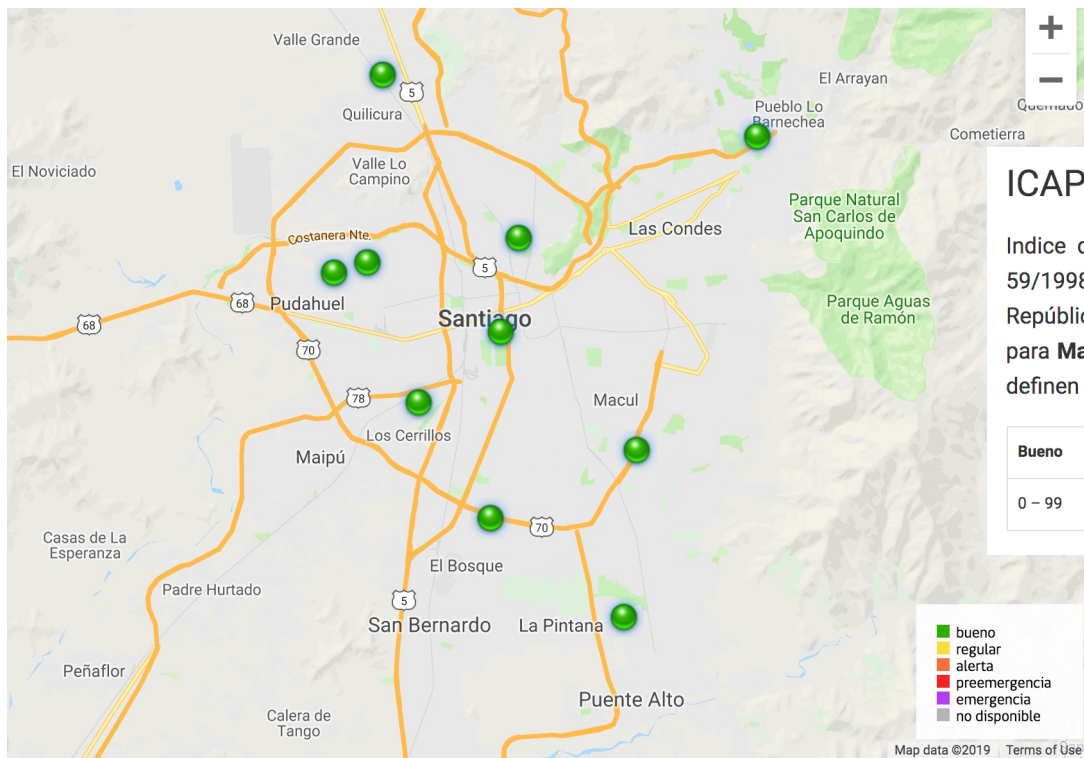 Valle Grande
5
Quilicura
El Arrayan
Pueblo Lo
Barnechea
Quemado
Cometierra
El Noviciado
Valle Lo
Campino
Parque Natural
San Carlos de
Apoquindo
Costanera Nte.
Las Condes
5
68
Pudahuel
68
Santiago
Parque Aguas
de Ramón
70
78
Macul
Los Cerrillos
Maipú
70
Casas de La
Esperanza
El Bosque
Padre Hurtado
5
San Bernardo
La Pintana
Peñaflor
Puente Alto
Calera de
Tango
+
−
ICAP
Indice
59/1998
Repúblic
para Ma
definen
Bueno
0 – 99
bueno
regular
alerta
preemergencia
emergencia
no disponible
Map data ©2019
Terms of Use